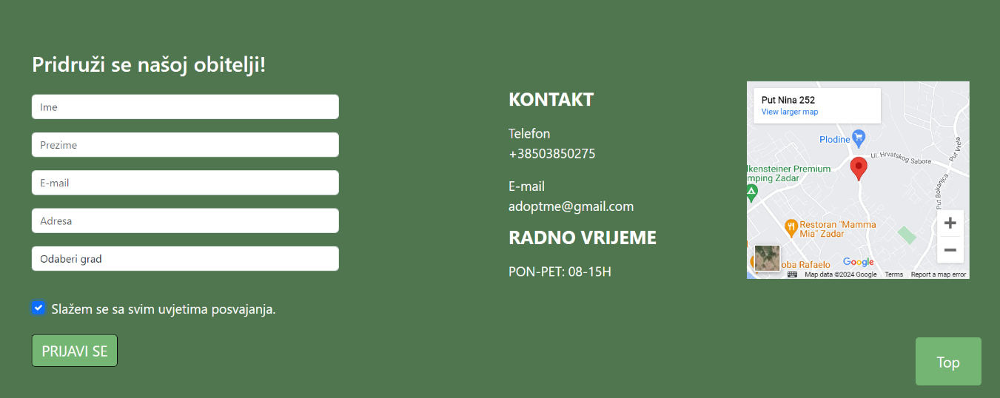 Pridruži se našoj obitelji!
Ime
Prezime
E-mail
Adresa
Odaberi grad
Slažem se sa svim uvjetima posvajanja.
PRIJAVI SE
KONTAKT
Telefon
+38503850275
E-mail
adoptme@gmail.com
RADNO VRIJEME
PON-PET: 08-15H
Put Nina 252
View larger map
Plodine
Ul. Hrvatskog Sabora
Put Vrela
lkensteiner Premium
mping Zadar
Put Bokanjca
Restoran "Mamma
Mia" Zadar
oba Rafaelo
Google
Map data ©2024 Google
Terms
Report a map error
Top